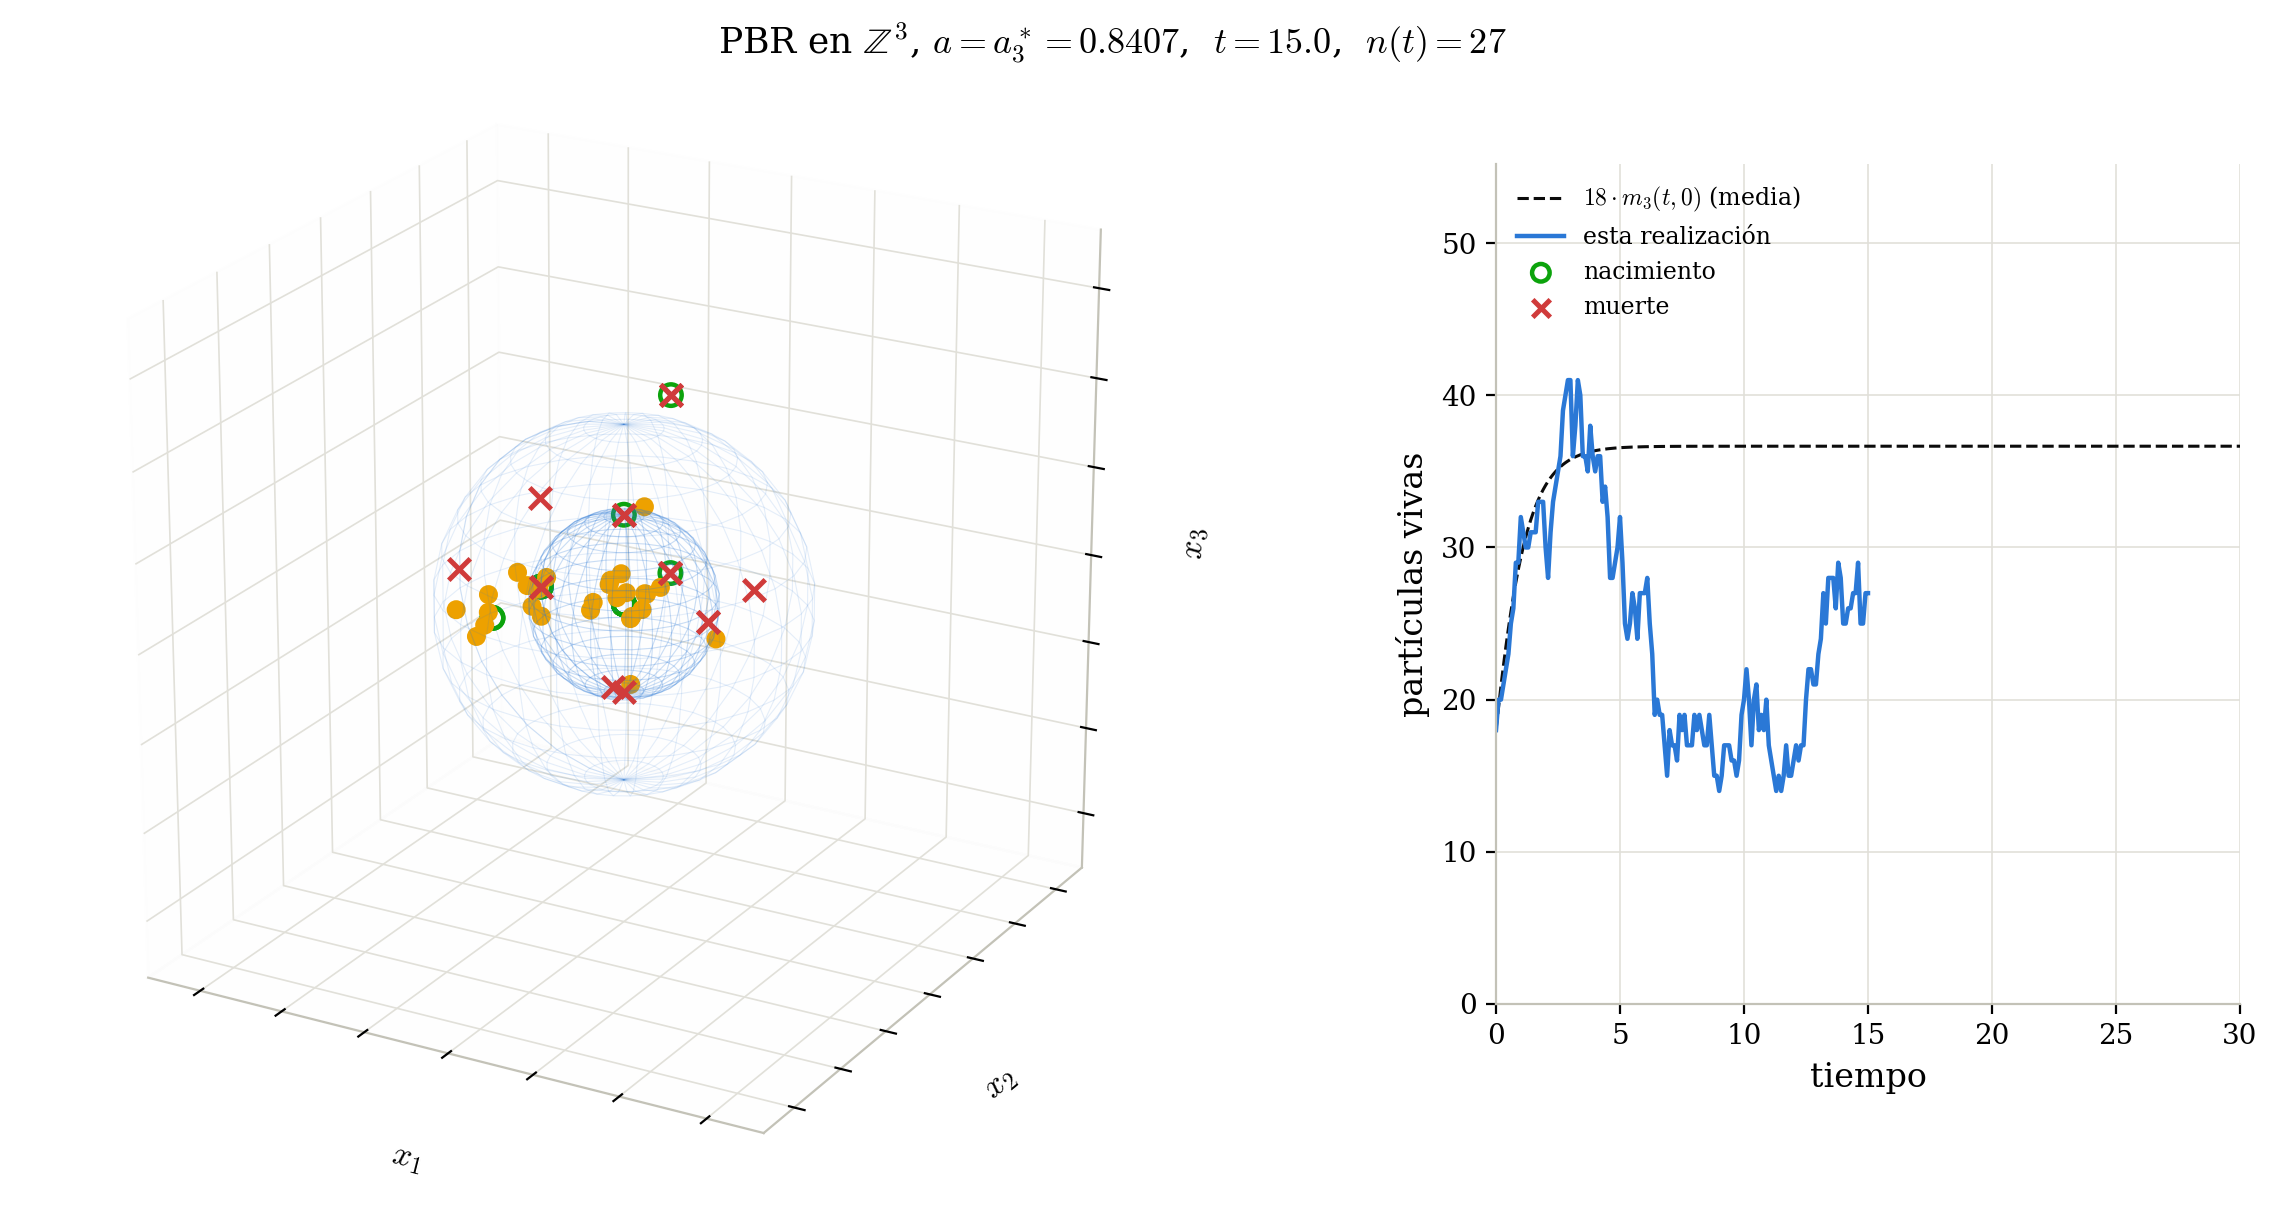 PBR en ℤ³, a = a₃* = 0.8407, t = 15.0, n(t) = 27
x₁
x₂
x₃
18 · m₃(t, 0) (media)
esta realización
nacimiento
muerte
partículas vivas
50
40
30
20
10
0
0 5 10 15 20 25 30
tiempo